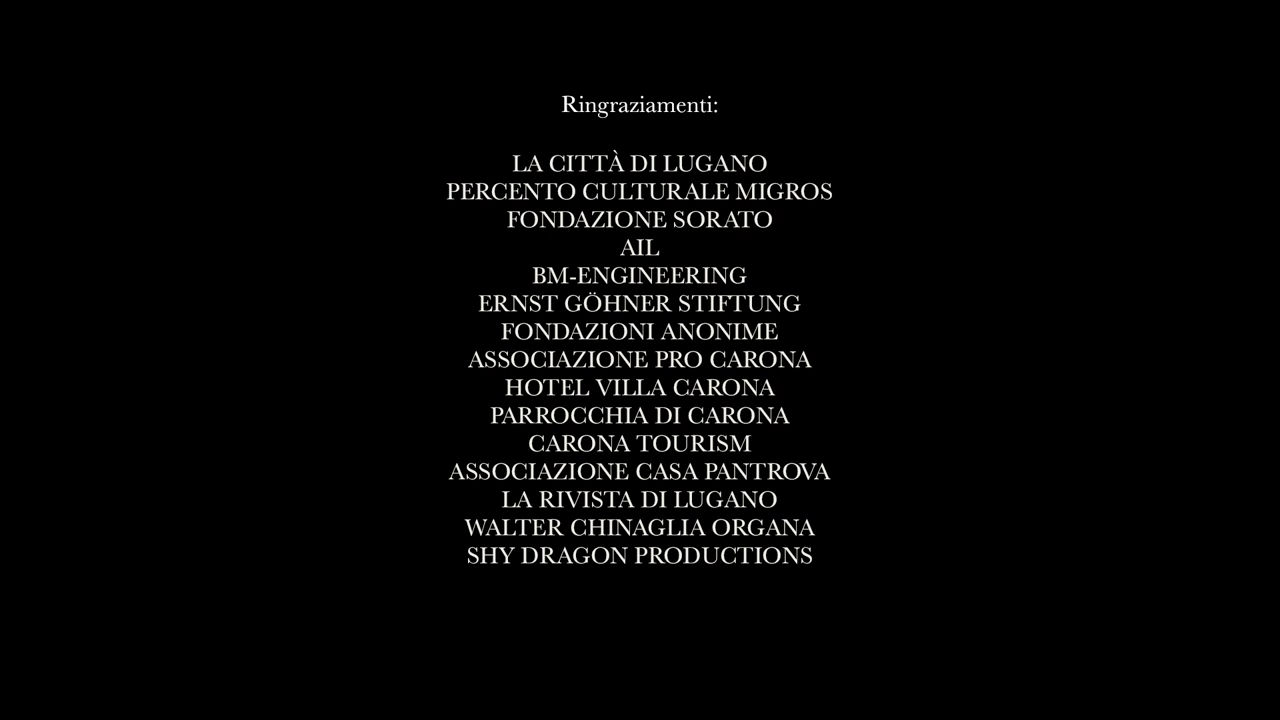 Ringraziamenti:
LA CITTÀ DI LUGANO
PERCENTO CULTURALE MIGROS
FONDAZIONE SORATO
AIL
BM-ENGINEERING
ERNST GÖHNER STIFTUNG
FONDAZIONI ANONIME
ASSOCIAZIONE PRO CARONA
HOTEL VILLA CARONA
PARROCCHIA DI CARONA
CARONA TOURISM
ASSOCIAZIONE CASA PANTROVA
LA RIVISTA DI LUGANO
WALTER CHINAGLIA ORGANA
SHY DRAGON PRODUCTIONS